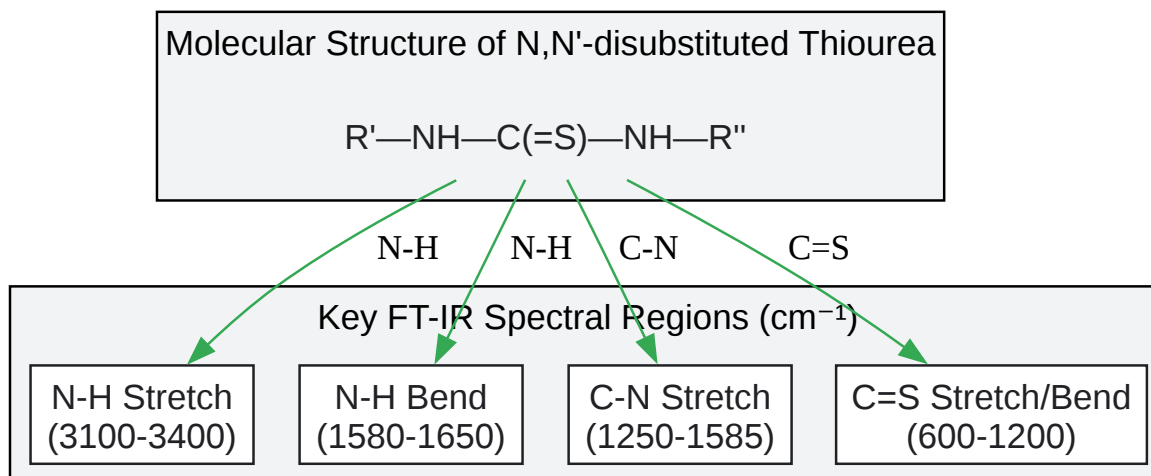 Molecular Structure of N,N'-disubstituted Thiourea
R'—NH—C(=S)—NH—R''
N-H
N-H
C-N
C=S
Key FT-IR Spectral Regions (cm⁻¹)
N-H Stretch
(3100-3400)
N-H Bend
(1580-1650)
C-N Stretch
(1250-1585)
C=S Stretch/Bend
(600-1200)